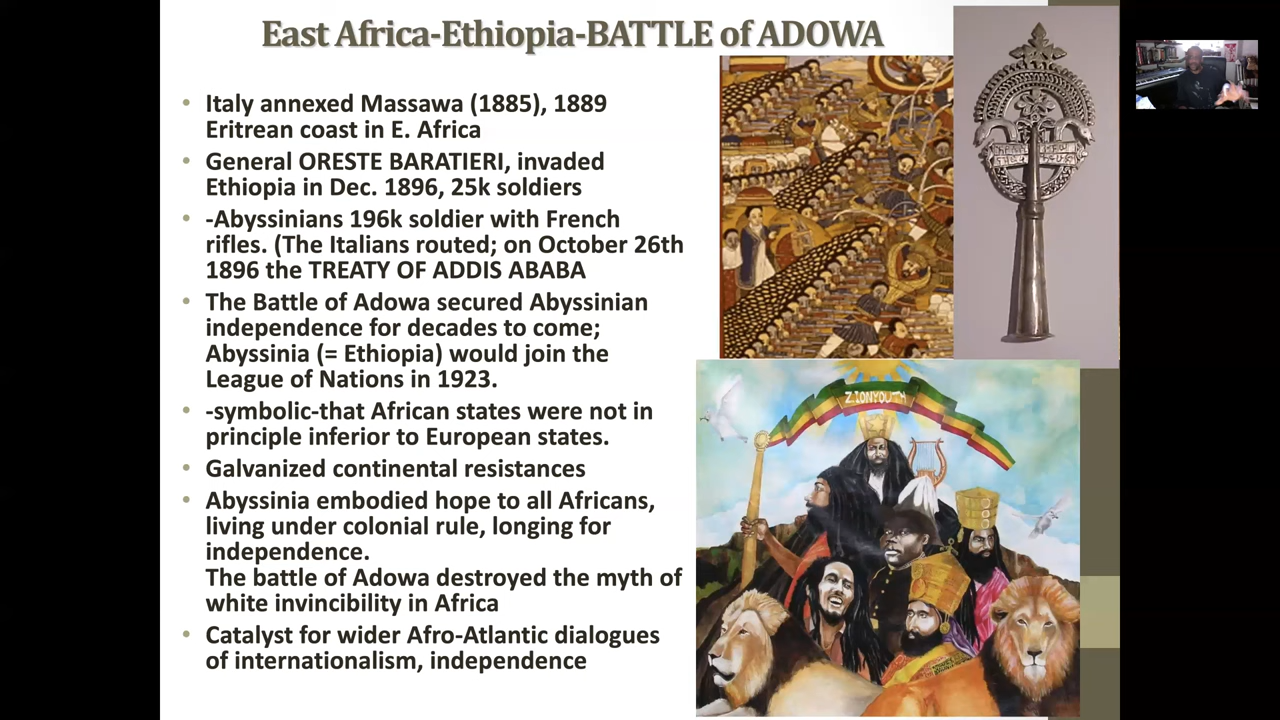 East Africa-Ethiopia-BATTLE of ADOWA
• Italy annexed Massawa (1885), 1889
Eritrean coast in E. Africa
• General ORESTE BARATIERI, invaded
Ethiopia in Dec. 1896, 25k soldiers
• -Abyssinians 196k soldier with French
rifles. (The Italians routed; on October 26th
1896 the TREATY OF ADDIS ABABA
• The Battle of Adowa secured Abyssinian
independence for decades to come;
Abyssinia (= Ethiopia) would join the
League of Nations in 1923.
• -symbolic-that African states were not in
principle inferior to European states.
• Galvanized continental resistances
• Abyssinia embodied hope to all Africans,
living under colonial rule, longing for
independence.
The battle of Adowa destroyed the myth of
white invincibility in Africa
• Catalyst for wider Afro-Atlantic dialogues
of internationalism, independence
ZIONYOUTH